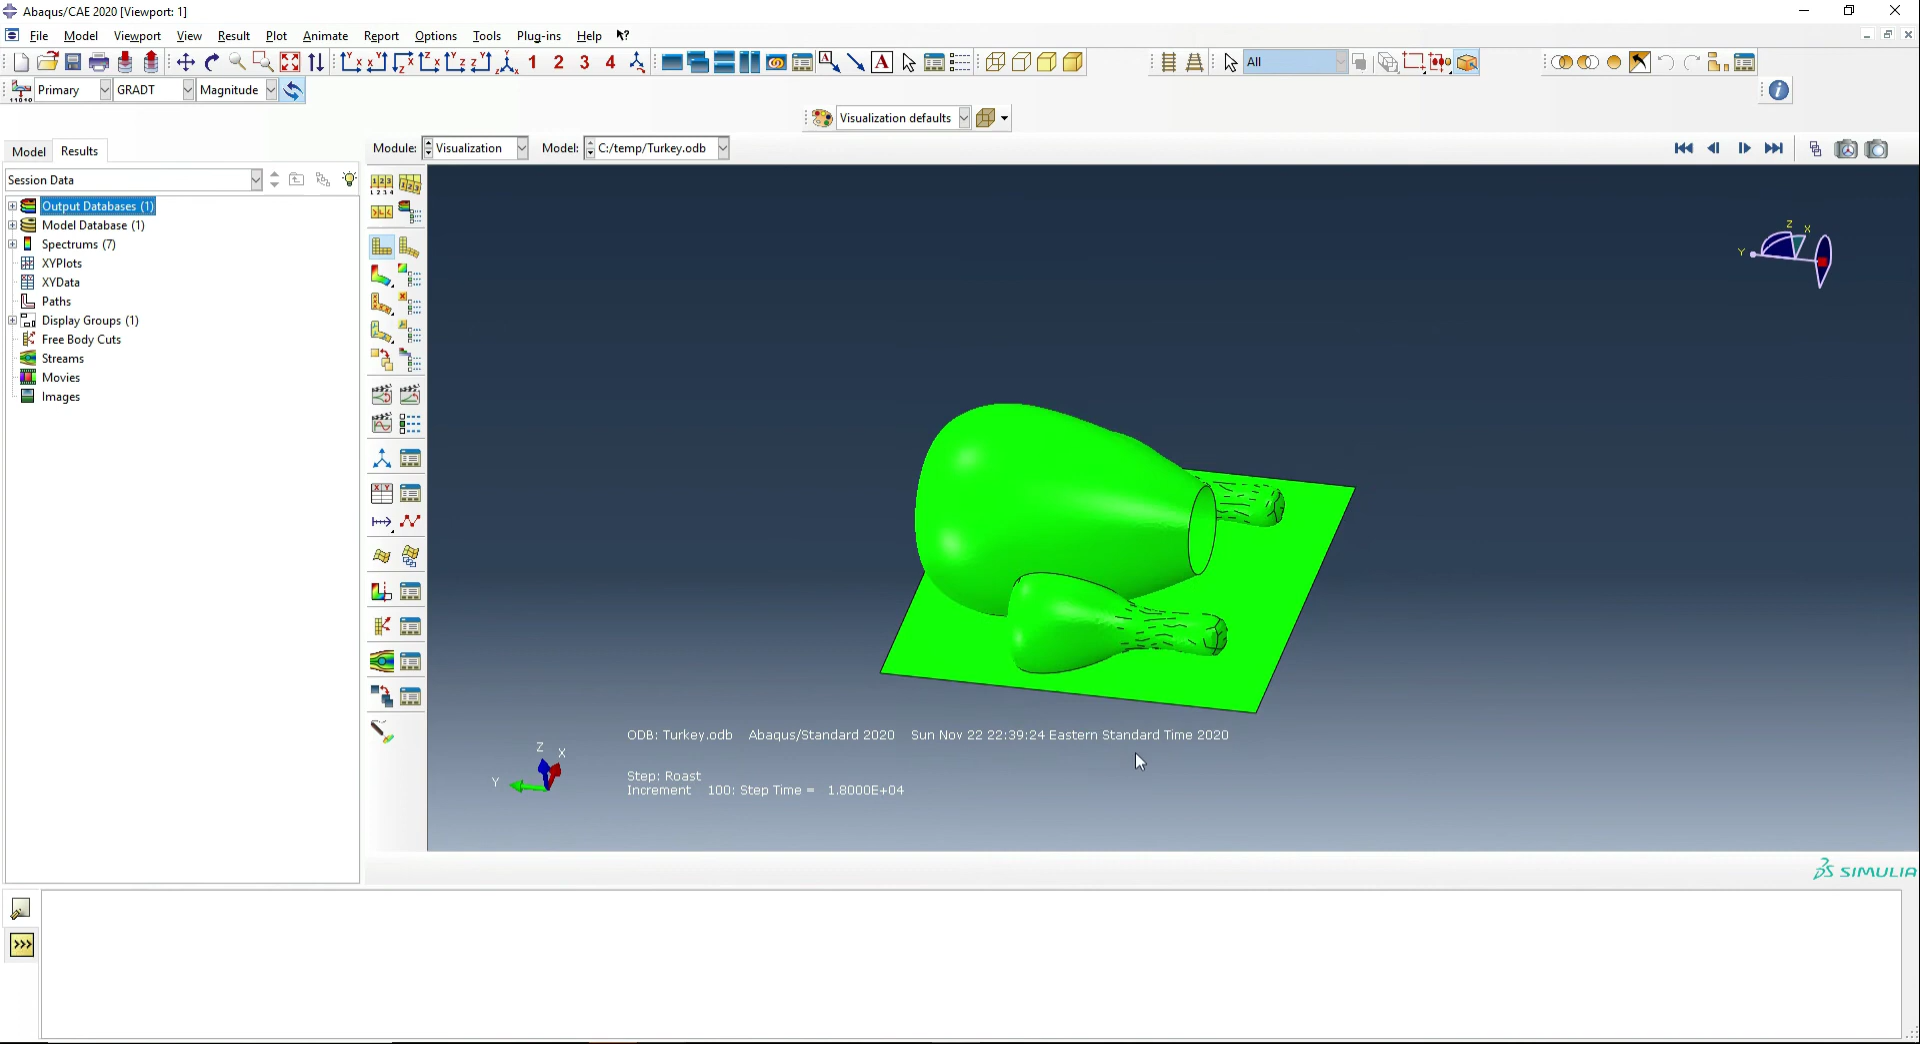 Abaqus/CAE 2020 [Viewport: 1]
File Model Viewport View Result Plot Animate Report Options Tools Plug-ins Help
1 2 3 4 All
Primary GRADT Magnitude
Visualization defaults
Model Results
Module: Visualization Model: C:/temp/Turkey.odb
Session Data
Output Databases (1)
Model Database (1)
Spectrums (7)
XYPlots
XYData
Paths
Display Groups (1)
Free Body Cuts
Streams
Movies
Images
Z
X
Y
ODB: Turkey.odb Abaqus/Standard 2020 Sun Nov 22 22:39:24 Eastern Standard Time 2020
Z
X
Y
Step: Roast
Increment 100: Step Time = 1.8000E+04
SIMULIA
>>>